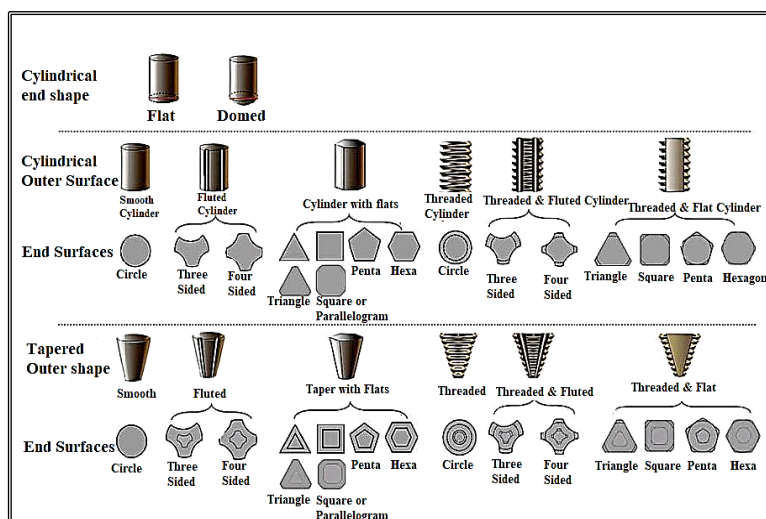 Cylindrical
end shape
Flat
Domed
Cylindrical
Outer Surface
Smooth
Cylinder
Fluted
Cylinder
Cylinder with flats
Threaded
Cylinder
Threaded & Fluted Cylinder
Threaded & Flat Cylinder
End Surfaces
Circle
Three
Sided
Four
Sided
Penta
Hexa
Triangle
Square or
Parallelogram
Circle
Three
Sided
Four
Sided
Triangle
Square
Penta
Hexagon
Tapered
Outer shape
Smooth
Fluted
Taper with Flats
Threaded
Threaded & Fluted
Threaded & Flat
End Surfaces
Circle
Three
Sided
Four
Sided
Penta
Hexa
Triangle
Square or
Parallelogram
Circle
Three
Sided
Four
Sided
Triangle
Square
Penta
Hexa